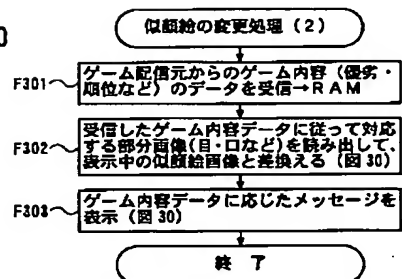 似顔絵の変更処理(2)
F301
ゲーム配信元からのゲーム内容(優劣・
順位など)のデータを受信→RAM
F302
受信したゲーム内容データに従って対応
する部分画像(目・口など)を読み出して、
表示中の似顔絵画像と差換える(図30)
F303
ゲーム内容データに応じたメッセージを
表示(図30)
終了